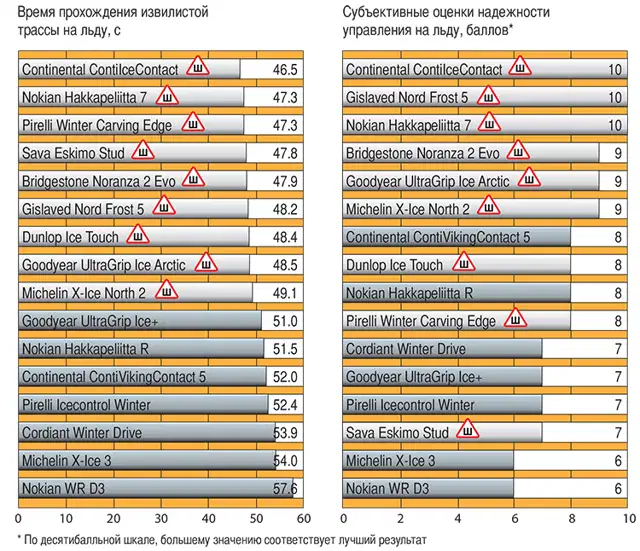 Время прохождения извилистой
трассы на льду, с
Continental ContiIceContact Ш 46.5
Nokian Hakkapeliitta 7 Ш 47.3
Pirelli Winter Carving Edge Ш 47.3
Sava Eskimo Stud Ш 47.8
Bridgestone Noranza 2 Evo Ш 47.9
Gislaved Nord Frost 5 Ш 48.2
Dunlop Ice Touch Ш 48.4
Goodyear UltraGrip Ice Arctic Ш 48.5
Michelin X-Ice North 2 Ш 49.1
Goodyear UltraGrip Ice+ 51.0
Nokian Hakkapeliitta R 51.5
Continental ContiVikingContact 5 52.0
Pirelli Icecontrol Winter 52.4
Cordiant Winter Drive 53.9
Michelin X-Ice 3 54.0
Nokian WR D3 57.6
0 10 20 30 40 50 60
Субъективные оценки надежности
управления на льду, баллов*
Continental ContiIceContact Ш 10
Gislaved Nord Frost 5 Ш 10
Nokian Hakkapeliitta 7 Ш 10
Bridgestone Noranza 2 Evo Ш 9
Goodyear UltraGrip Ice Arctic Ш 9
Michelin X-Ice North 2 Ш 9
Continental ContiVikingContact 5 8
Dunlop Ice Touch Ш 8
Nokian Hakkapeliitta R 8
Pirelli Winter Carving Edge Ш 8
Cordiant Winter Drive 7
Goodyear UltraGrip Ice+ 7
Pirelli Icecontrol Winter 7
Sava Eskimo Stud Ш 7
Michelin X-Ice 3 6
Nokian WR D3 6
0 2 4 6 8 10
* По десятибалльной шкале, большему значению соответствует лучший результат